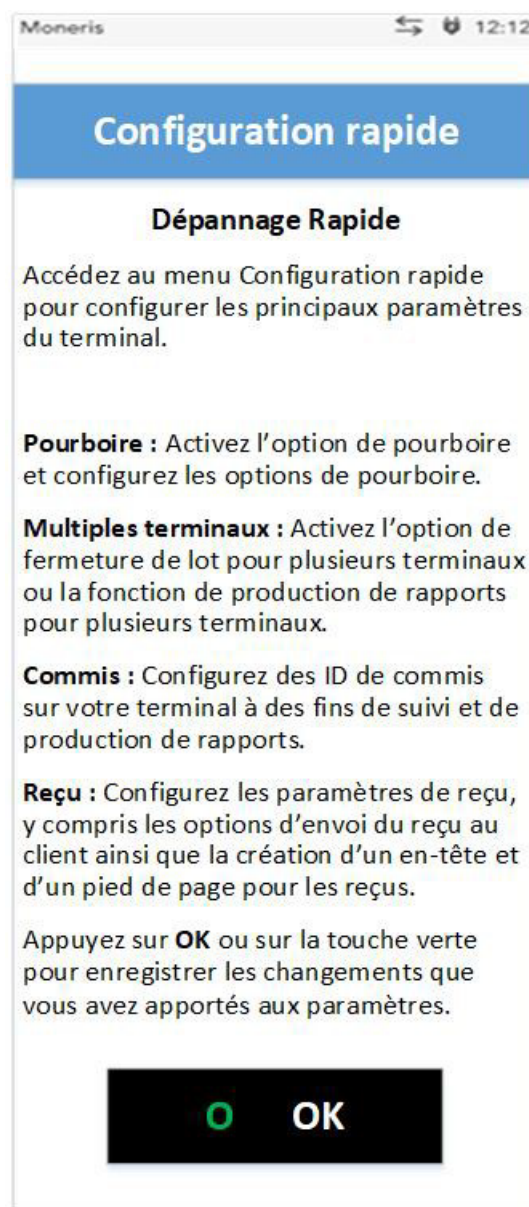 Moneris 12:12
Configuration rapide
Dépannage Rapide
Accédez au menu Configuration rapide
pour configurer les principaux paramètres
du terminal.
Pourboire : Activez l’option de pourboire
et configurez les options de pourboire.
Multiples terminaux : Activez l’option de
fermeture de lot pour plusieurs terminaux
ou la fonction de production de rapports
pour plusieurs terminaux.
Commis : Configurez des ID de commis
sur votre terminal à des fins de suivi et de
production de rapports.
Reçu : Configurez les paramètres de reçu,
y compris les options d’envoi du reçu au
client ainsi que la création d’un en-tête et
d’un pied de page pour les reçus.
Appuyez sur OK ou sur la touche verte
pour enregistrer les changements que
vous avez apportés aux paramètres.
O OK